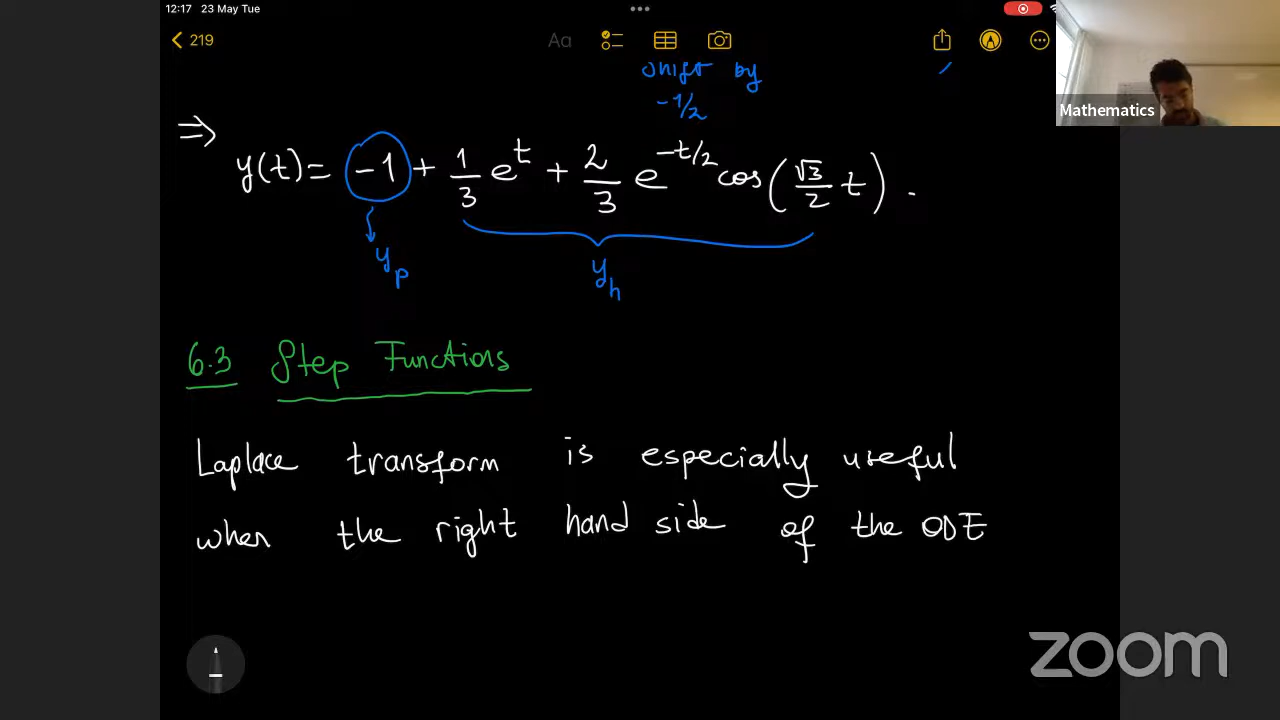 12:17 23 May Tue
219
Aa
shift by
-1/2
Mathematics
⇒ y(t) = -1 + 1/3 e^t + 2/3 e^{-t/2} cos(√3/2 t).
y_p
y_h
6.3 Step Functions
Laplace transform is especially useful
when the right hand side of the ODE
zoom